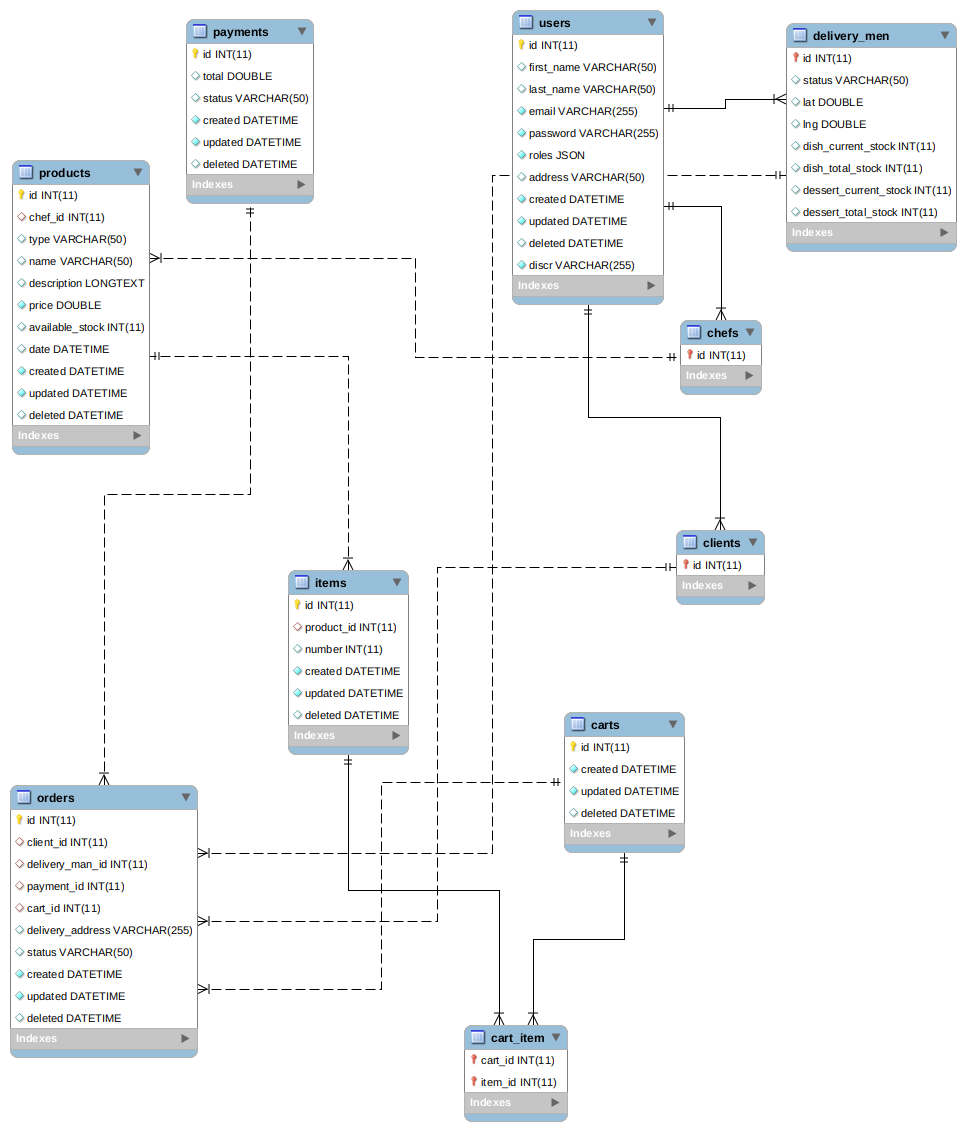 payments
id INT(11)
total DOUBLE
status VARCHAR(50)
created DATETIME
updated DATETIME
deleted DATETIME
Indexes
users
id INT(11)
first_name VARCHAR(50)
last_name VARCHAR(50)
email VARCHAR(255)
password VARCHAR(255)
roles JSON
address VARCHAR(50)
created DATETIME
updated DATETIME
deleted DATETIME
discr VARCHAR(255)
Indexes
delivery_men
id INT(11)
status VARCHAR(50)
lat DOUBLE
lng DOUBLE
dish_current_stock INT(11)
dish_total_stock INT(11)
dessert_current_stock INT(11)
dessert_total_stock INT(11)
Indexes
products
id INT(11)
chef_id INT(11)
type VARCHAR(50)
name VARCHAR(50)
description LONGTEXT
price DOUBLE
available_stock INT(11)
date DATETIME
created DATETIME
updated DATETIME
deleted DATETIME
Indexes
chefs
id INT(11)
Indexes
clients
id INT(11)
Indexes
items
id INT(11)
product_id INT(11)
number INT(11)
created DATETIME
updated DATETIME
deleted DATETIME
Indexes
carts
id INT(11)
created DATETIME
updated DATETIME
deleted DATETIME
Indexes
orders
id INT(11)
client_id INT(11)
delivery_man_id INT(11)
payment_id INT(11)
cart_id INT(11)
delivery_address VARCHAR(255)
status VARCHAR(50)
created DATETIME
updated DATETIME
deleted DATETIME
Indexes
cart_item
cart_id INT(11)
item_id INT(11)
Indexes